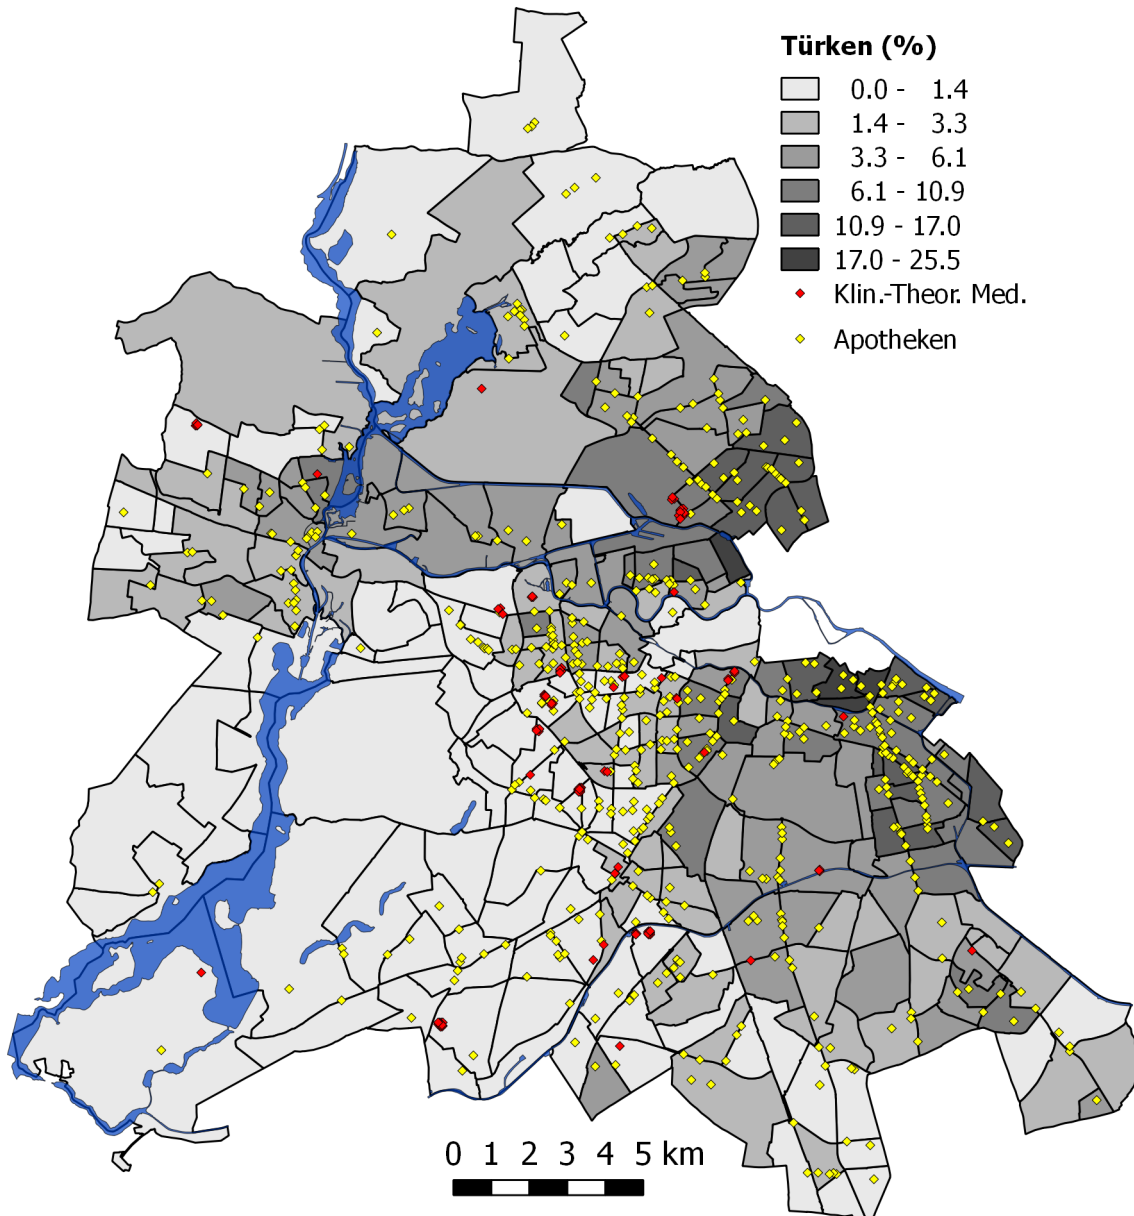 Türken (%)
0.0 - 1.4
1.4 - 3.3
3.3 - 6.1
6.1 - 10.9
10.9 - 17.0
17.0 - 25.5
Klin.-Theor. Med.
Apotheken
0 1 2 3 4 5 km